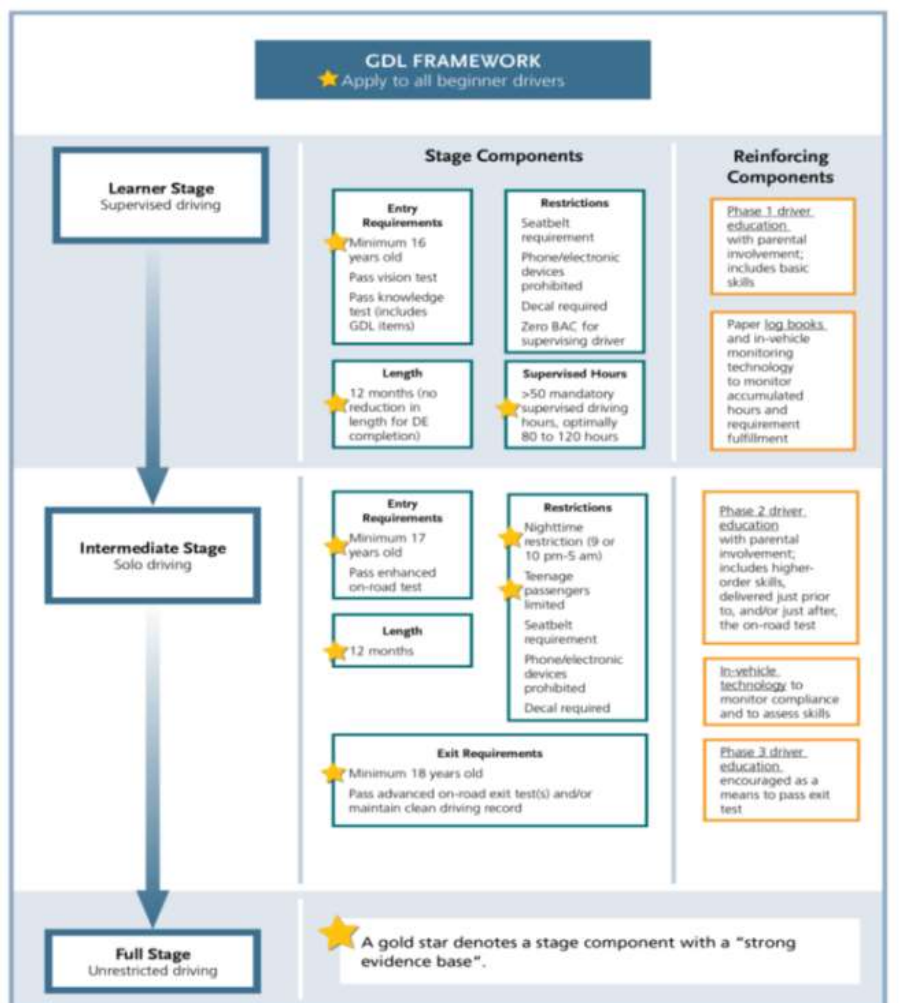 GDL FRAMEWORK
Apply to all beginner drivers
Learner Stage
Supervised driving
Stage Components
Entry
Requirements
Minimum 16
years old
Pass vision test
Pass knowledge
test (includes
GDL items)
Restrictions
Seatbelt
requirement
Phone/electronic
devices
prohibited
Decal required
Zero BAC for
supervising driver
Length
12 months (no
reduction in
length for DE
completion)
Supervised Hours
>50 mandatory
supervised driving
hours, optimally
80 to 120 hours
Reinforcing
Components
Phase 1 driver
education
with parental
involvement;
includes basic
skills
Paper log books
and in-vehicle
monitoring
technology
to monitor
accumulated
hours and
requirement
fulfillment
Intermediate Stage
Solo driving
Entry
Requirements
Minimum 17
years old
Pass enhanced
on-road test
Length
12 months
Restrictions
Nighttime
restriction (9 or
10 pm-5 am)
Teenage
passengers
limited
Seatbelt
requirement
Phone/electronic
devices
prohibited
Decal required
Exit Requirements
Minimum 18 years old
Pass advanced on-road exit test(s) and/or
maintain clean driving record
Phase 2 driver
education
with parental
involvement;
includes higher-
order skills,
delivered just prior
to, and/or just after,
the on-road test
In-vehicle
technology to
monitor compliance
and to assess skills
Phase 3 driver
education
encouraged as a
means to pass exit
test
Full Stage
Unrestricted driving
A gold star denotes a stage component with a “strong
evidence base”.